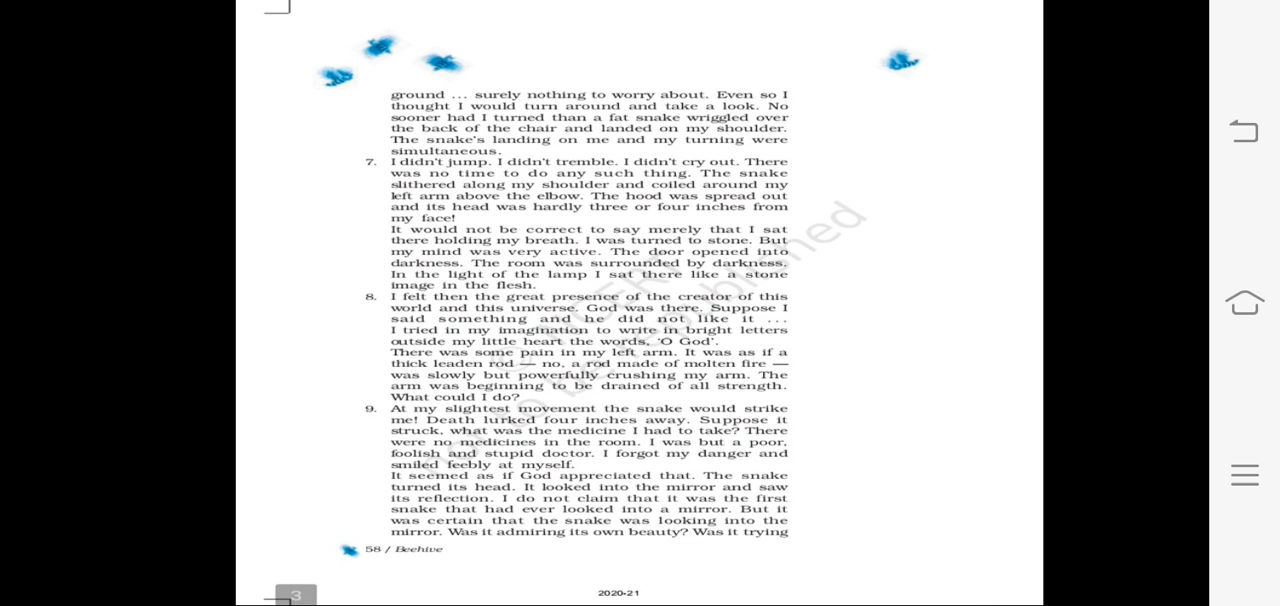 ground ... surely nothing to worry about. Even so I
thought I would turn around and take a look. No
sooner had I turned than a fat snake wriggled over
the back of the chair and landed on my shoulder.
The snake's landing on me and my turning were
simultaneous.
7. I didn't jump. I didn't tremble. I didn't cry out. There
was no time to do any such thing. The snake
slithered along my shoulder and coiled around my
left arm above the elbow. The hood was spread out
and its head was hardly three or four inches from
my face!
It would not be correct to say merely that I sat
there holding my breath. I was turned to stone. But
my mind was very active. The door opened into
darkness. The room was surrounded by darkness.
In the light of the lamp I sat there like a stone
image in the flesh.
8. I felt then the great presence of the creator of this
world and this universe. God was there. Suppose I
said something and he did not like it ...
I tried in my imagination to write in bright letters
outside my little heart the words, 'O God'.
There was some pain in my left arm. It was as if a
thick leaden rod — no, a rod made of molten fire —
was slowly but powerfully crushing my arm. The
arm was beginning to be drained of all strength.
What could I do?
9. At my slightest movement the snake would strike
me! Death lurked four inches away. Suppose it
struck, what was the medicine I had to take? There
were no medicines in the room. I was but a poor,
foolish and stupid doctor. I forgot my danger and
smiled feebly at myself.
It seemed as if God appreciated that. The snake
turned its head. It looked into the mirror and saw
its reflection. I do not claim that it was the first
snake that had ever looked into a mirror. But it
was certain that the snake was looking into the
mirror. Was it admiring its own beauty? Was it trying
58 / Beehive
3
2020-21